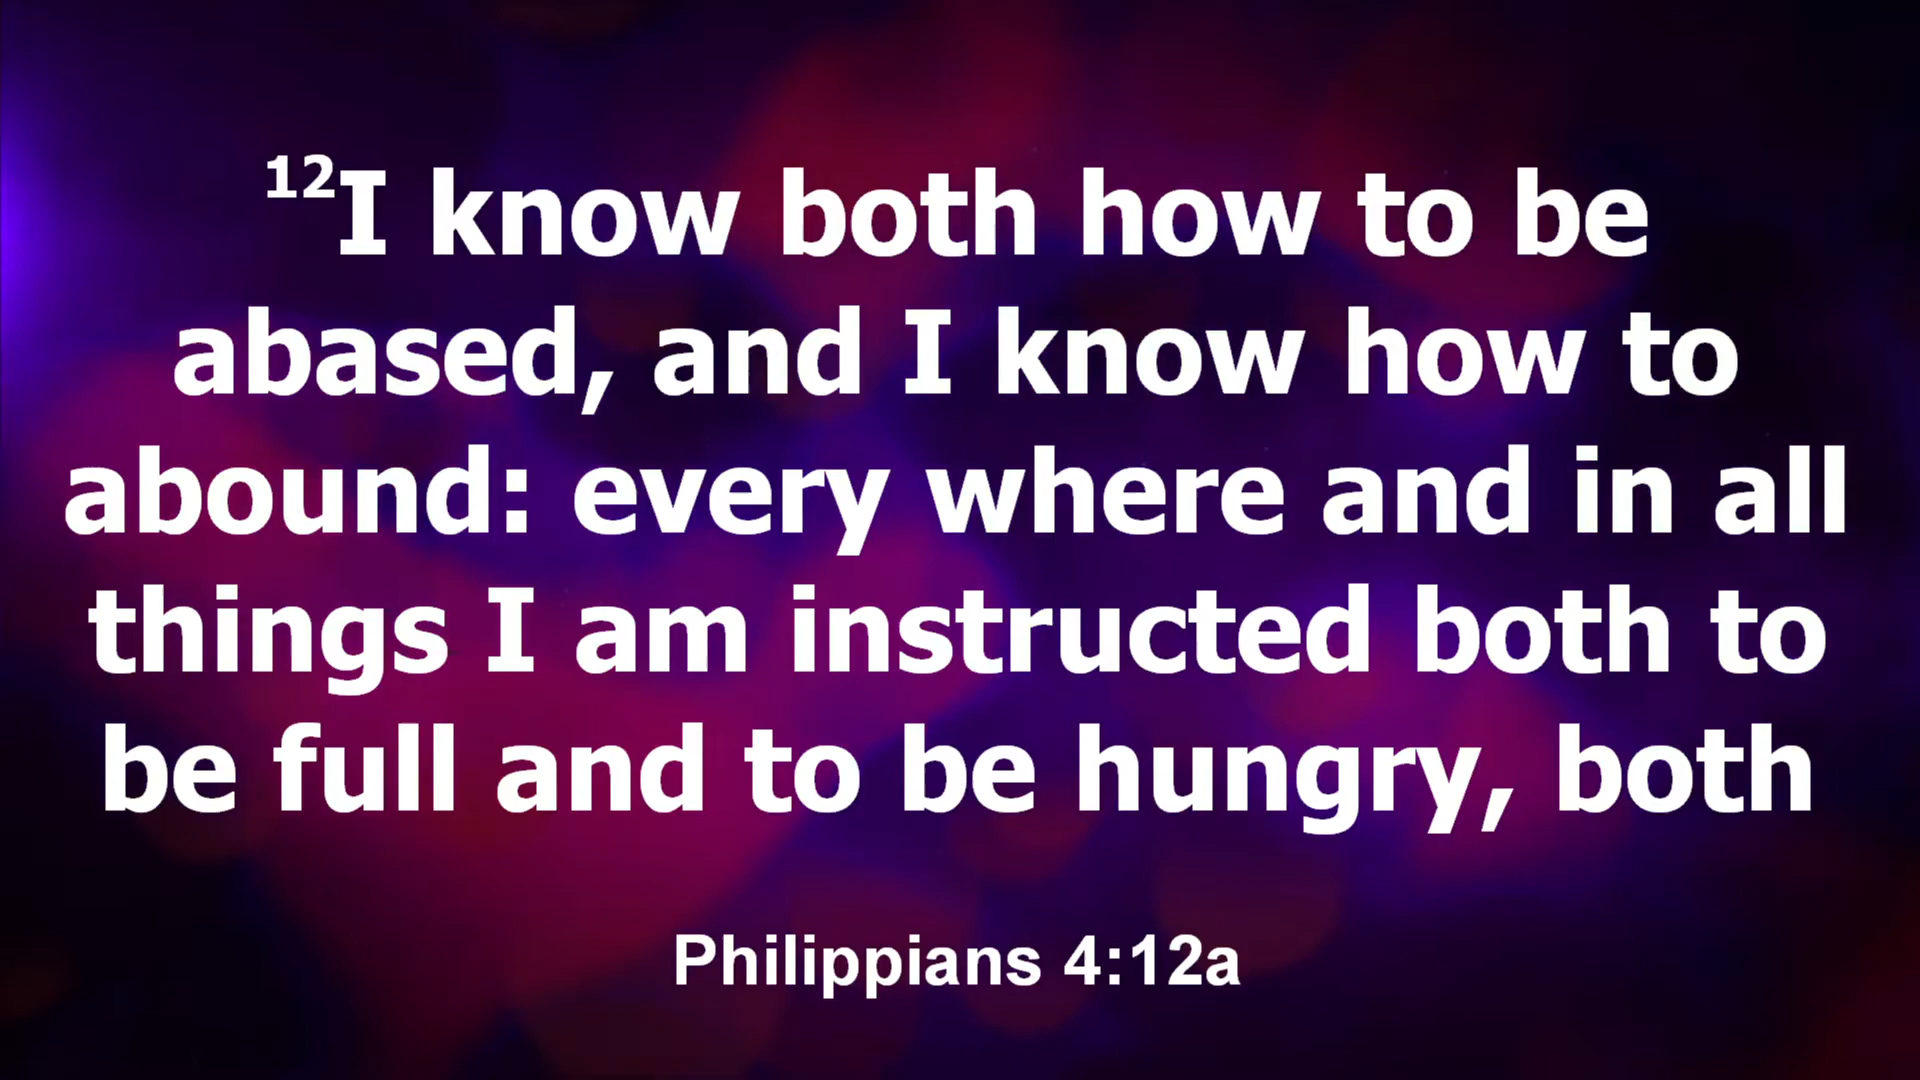 12I know both how to be
abased, and I know how to
abound: every where and in all
things I am instructed both to
be full and to be hungry, both
Philippians 4:12a